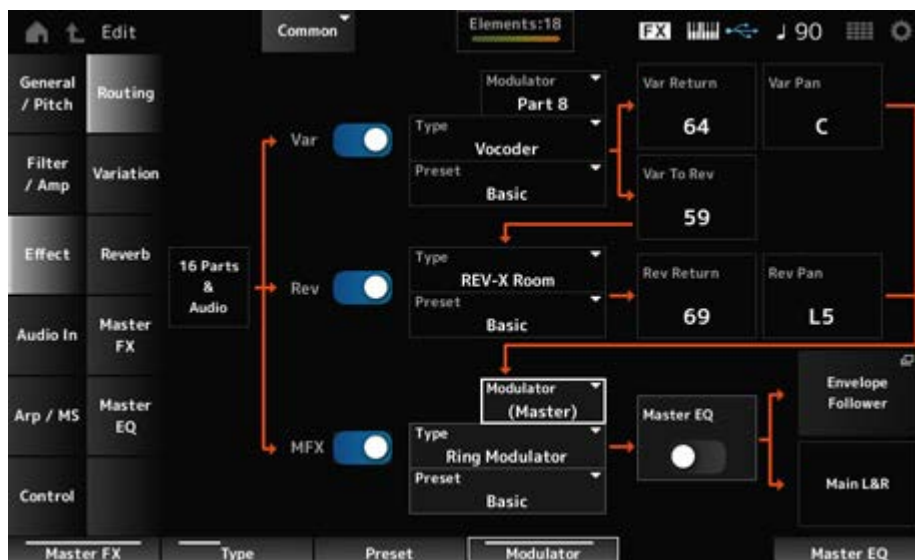 Edit
Common
Elements:18
FX
♩ 90
General
/ Pitch
Routing
Filter
/ Amp
Variation
Effect
Reverb
Audio In
Master
FX
Arp / MS
Master
EQ
Control
16 Parts
&
Audio
Var
Modulator
Part 8
Type
Vocoder
Preset
Basic
Var Return
64
Var Pan
C
Var To Rev
59
Rev
Type
REV-X Room
Preset
Basic
Rev Return
69
Rev Pan
L5
MFX
Modulator
(Master)
Type
Ring Modulator
Preset
Basic
Master EQ
Envelope
Follower
Main L&R
Master FX
Type
Preset
Modulator
Master EQ